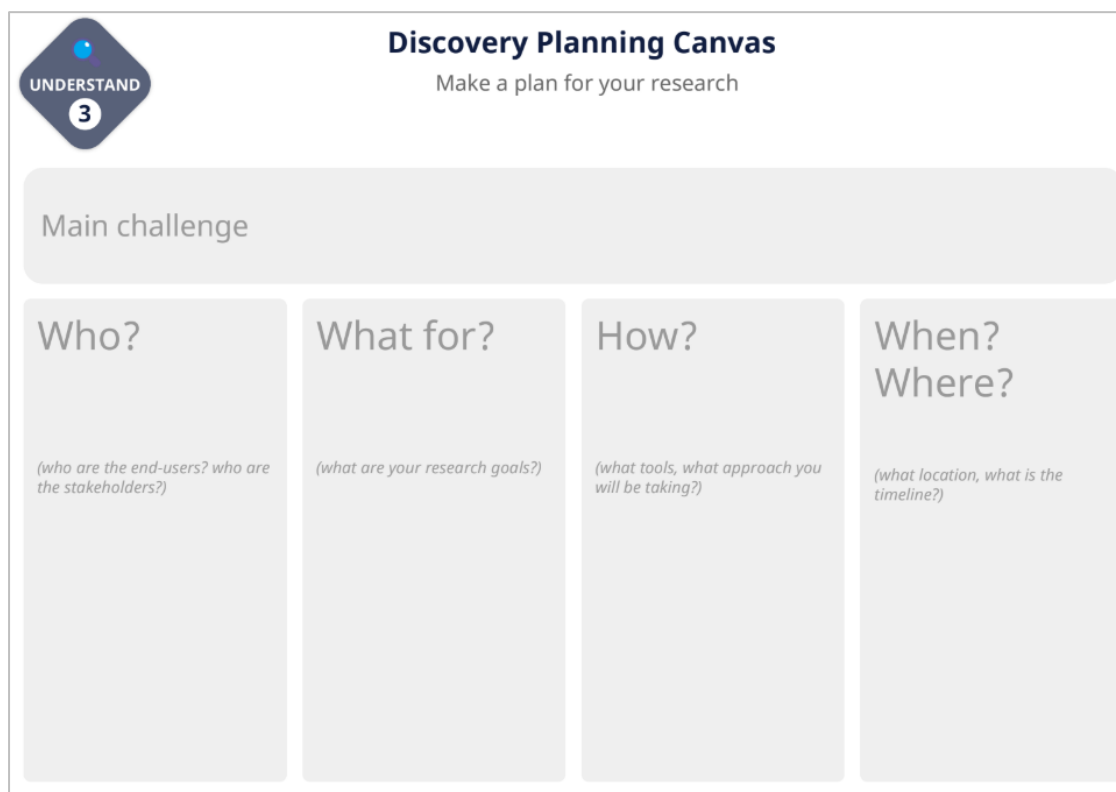 Discovery Planning Canvas
Make a plan for your research
UNDERSTAND
3
Main challenge
Who?
(who are the end-users? who are
the stakeholders?)
What for?
(what are your research goals?)
How?
(what tools, what approach you
will be taking?)
When?
Where?
(what location, what is the
timeline?)